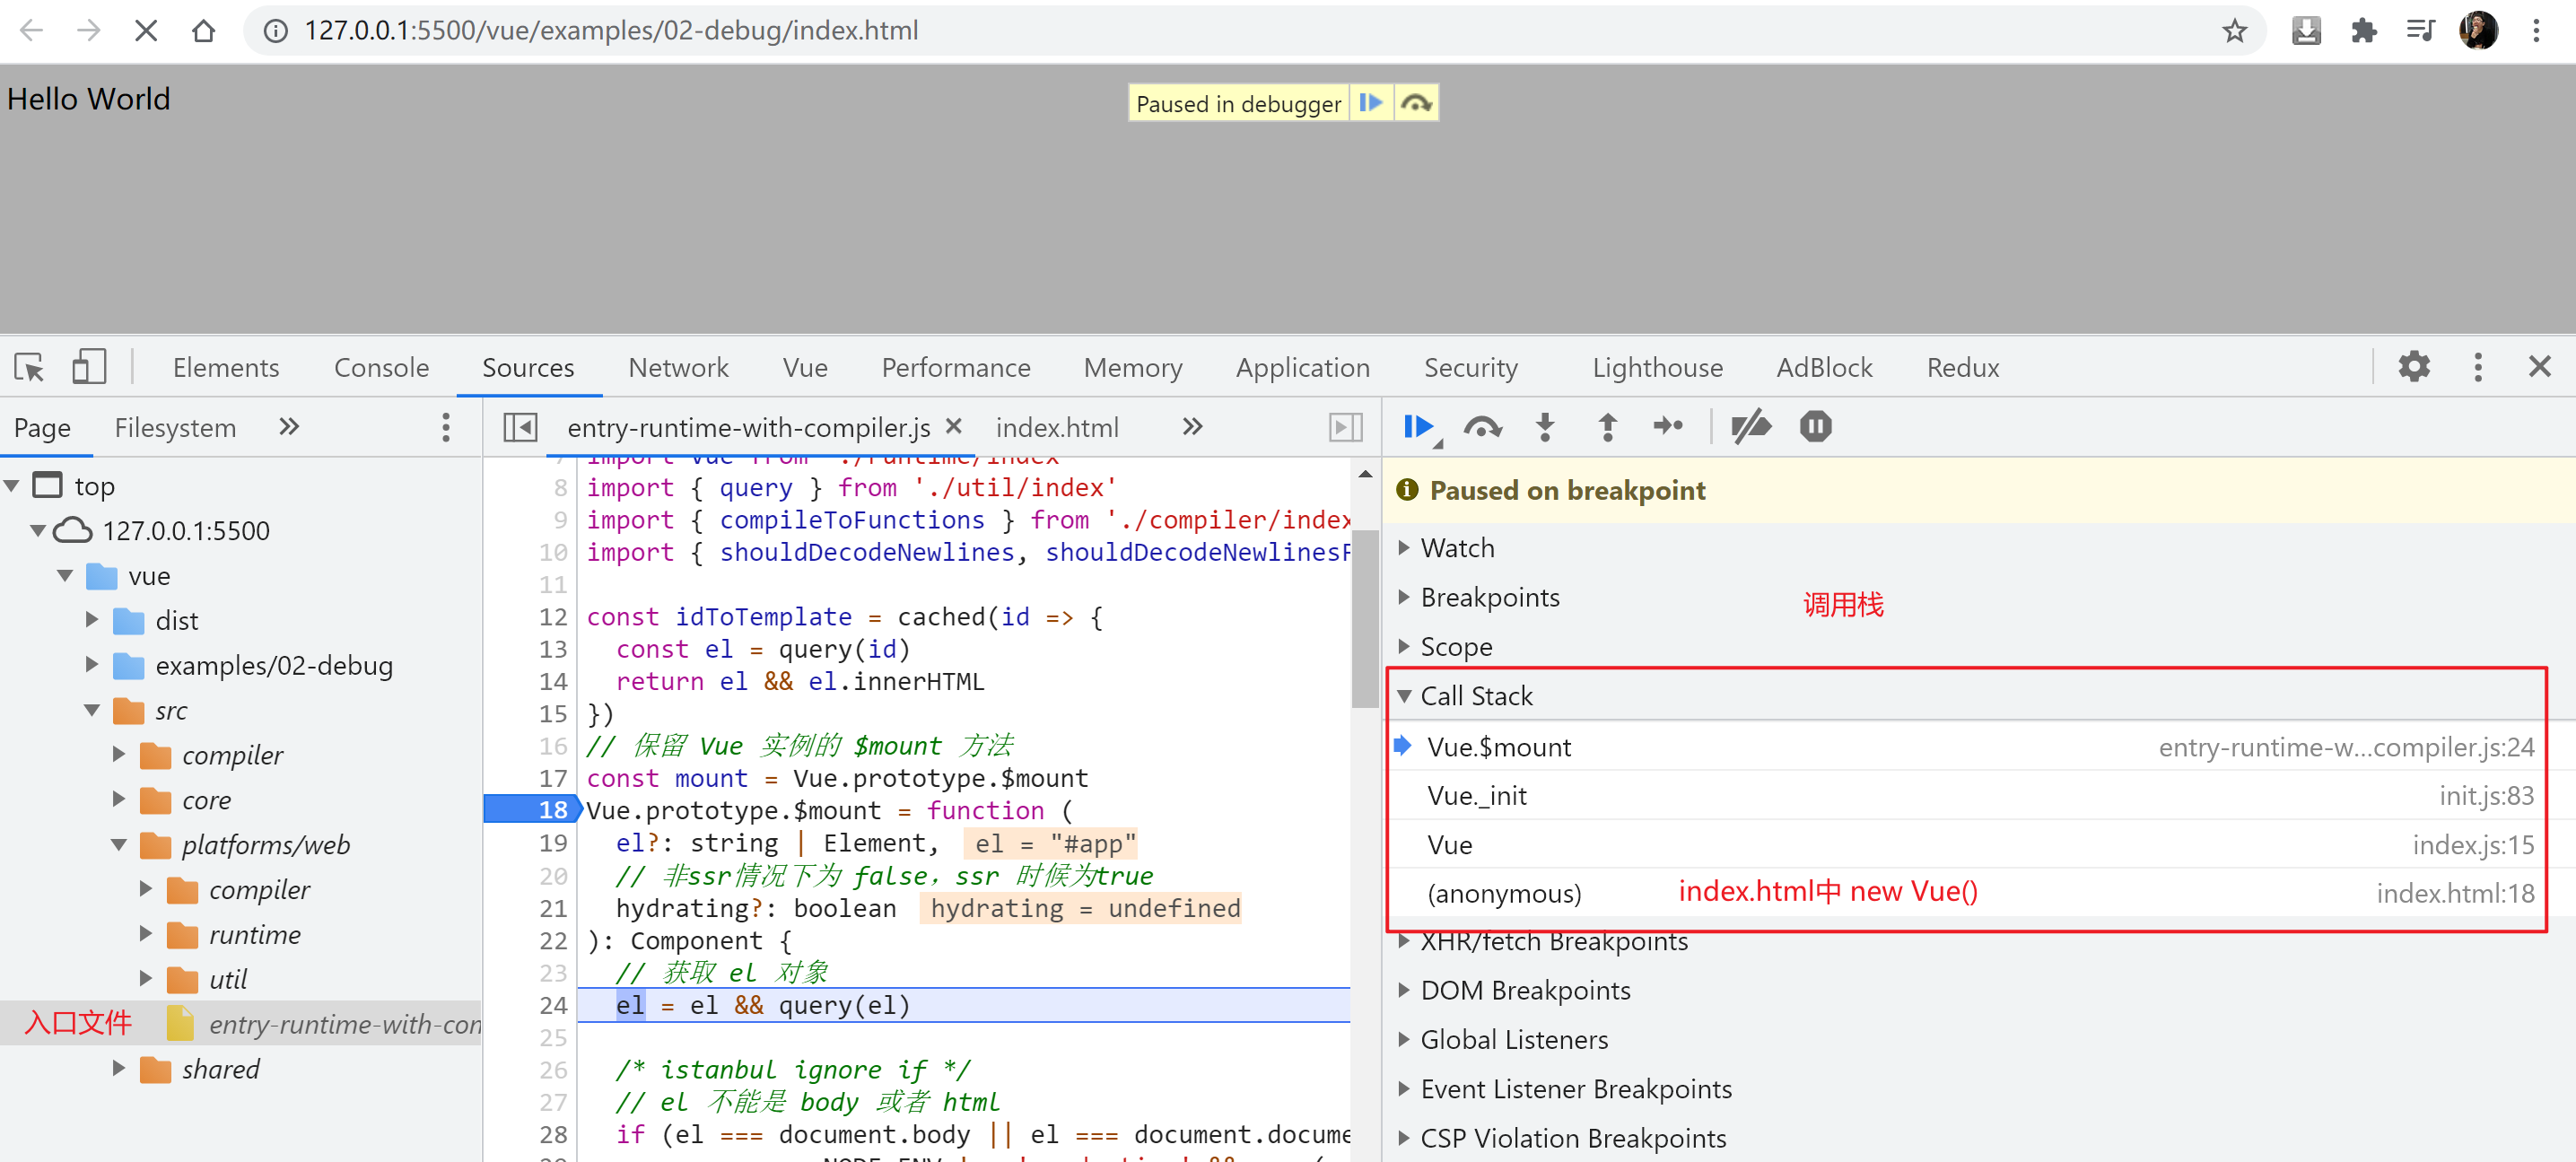 127.0.0.1:5500/vue/examples/02-debug/index.html
Hello World
Paused in debugger
Elements Console Sources Network Vue Performance Memory Application Security Lighthouse AdBlock Redux
Page Filesystem
top
127.0.0.1:5500
vue
dist
examples/02-debug
src
compiler
core
platforms/web
compiler
runtime
util
入口文件 entry-runtime-with-con
shared
entry-runtime-with-compiler.js index.html
7 import Vue from './runtime/index'
8 import { query } from './util/index'
9 import { compileToFunctions } from './compiler/index
10 import { shouldDecodeNewlines, shouldDecodeNewlinesF
11
12 const idToTemplate = cached(id => {
13 const el = query(id)
14 return el && el.innerHTML
15 })
16 // 保留 Vue 实例的 $mount 方法
17 const mount = Vue.prototype.$mount
18 Vue.prototype.$mount = function (
19 el?: string | Element, el = "#app"
20 // 非ssr情况下为 false，ssr 时候为true
21 hydrating?: boolean hydrating = undefined
22 ): Component {
23 // 获取 el 对象
24 el = el && query(el)
25
26 /* istanbul ignore if */
27 // el 不能是 body 或者 html
28 if (el === document.body || el === document.docume
Paused on breakpoint
Watch
Breakpoints
调用栈
Scope
Call Stack
Vue.$mount entry-runtime-w…compiler.js:24
Vue._init init.js:83
Vue index.js:15
(anonymous) index.html中 new Vue() index.html:18
XHR/fetch Breakpoints
DOM Breakpoints
Global Listeners
Event Listener Breakpoints
CSP Violation Breakpoints